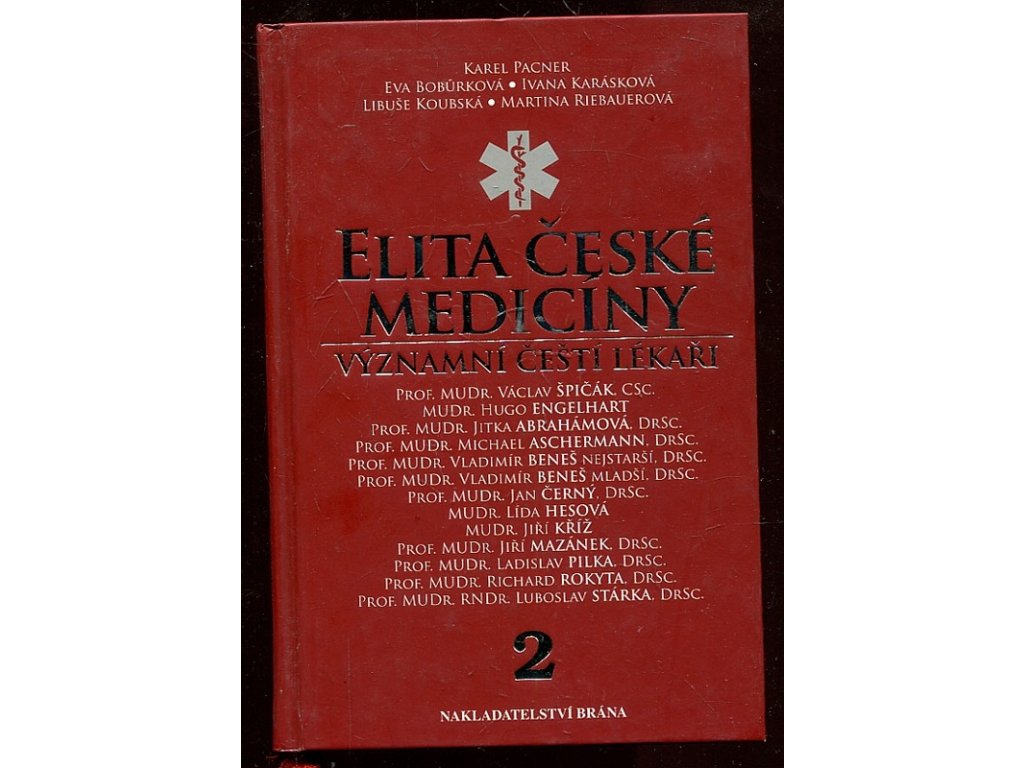 KAREL PACNER
EVA BOBŮRKOVÁ • IVANA KARÁSKOVÁ
LIBUŠE KOUBSKÁ • MARTINA RIEBAUEROVÁ
ELITA ČESKÉ
MEDICÍNY
VÝZNAMNÍ ČEŠTÍ LÉKAŘI
PROF. MUDR. VÁCLAV ŠPIČÁK, CSC.
MUDR. HUGO ENGELHART
PROF. MUDR. JITKA ABRAHÁMOVÁ, DRSC.
PROF. MUDR. MICHAEL ASCHERMANN, DRSC.
PROF. MUDR. VLADIMÍR BENEŠ NEJSTARŠÍ, DRSC.
PROF. MUDR. VLADIMÍR BENEŠ MLADŠÍ, DRSC.
PROF. MUDR. JAN ČERNÝ, DRSC.
MUDR. LÍDA HESOVÁ
MUDR. JIŘÍ KŘÍŽ
PROF. MUDR. JIŘÍ MAZÁNEK, DRSC.
PROF. MUDR. LADISLAV PILKA, DRSC.
PROF. MUDR. RICHARD ROKYTA, DRSC.
PROF. MUDR. RNDR. LUBOSLAV STÁRKA, DRSC.
2
NAKLADATELSTVÍ BRÁNA